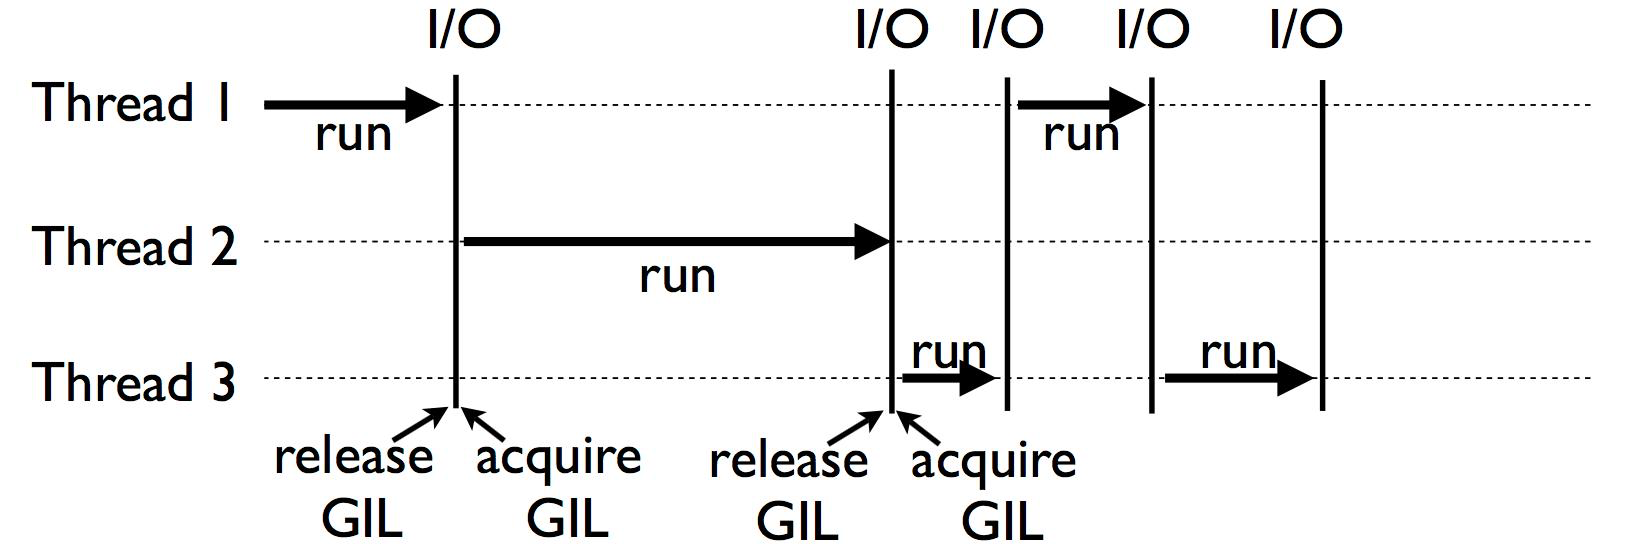 I/O I/O I/O I/O I/O
Thread 1
run run
Thread 2
run
run run
Thread 3
release acquire release acquire
GIL GIL GIL GIL